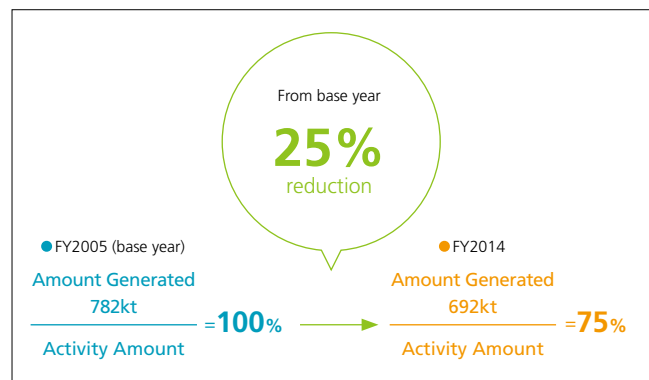 From base year
25%
reduction
●FY2005 (base year)
Amount Generated
782kt
Activity Amount
=100%
●FY2014
Amount Generated
692kt
Activity Amount
=75%